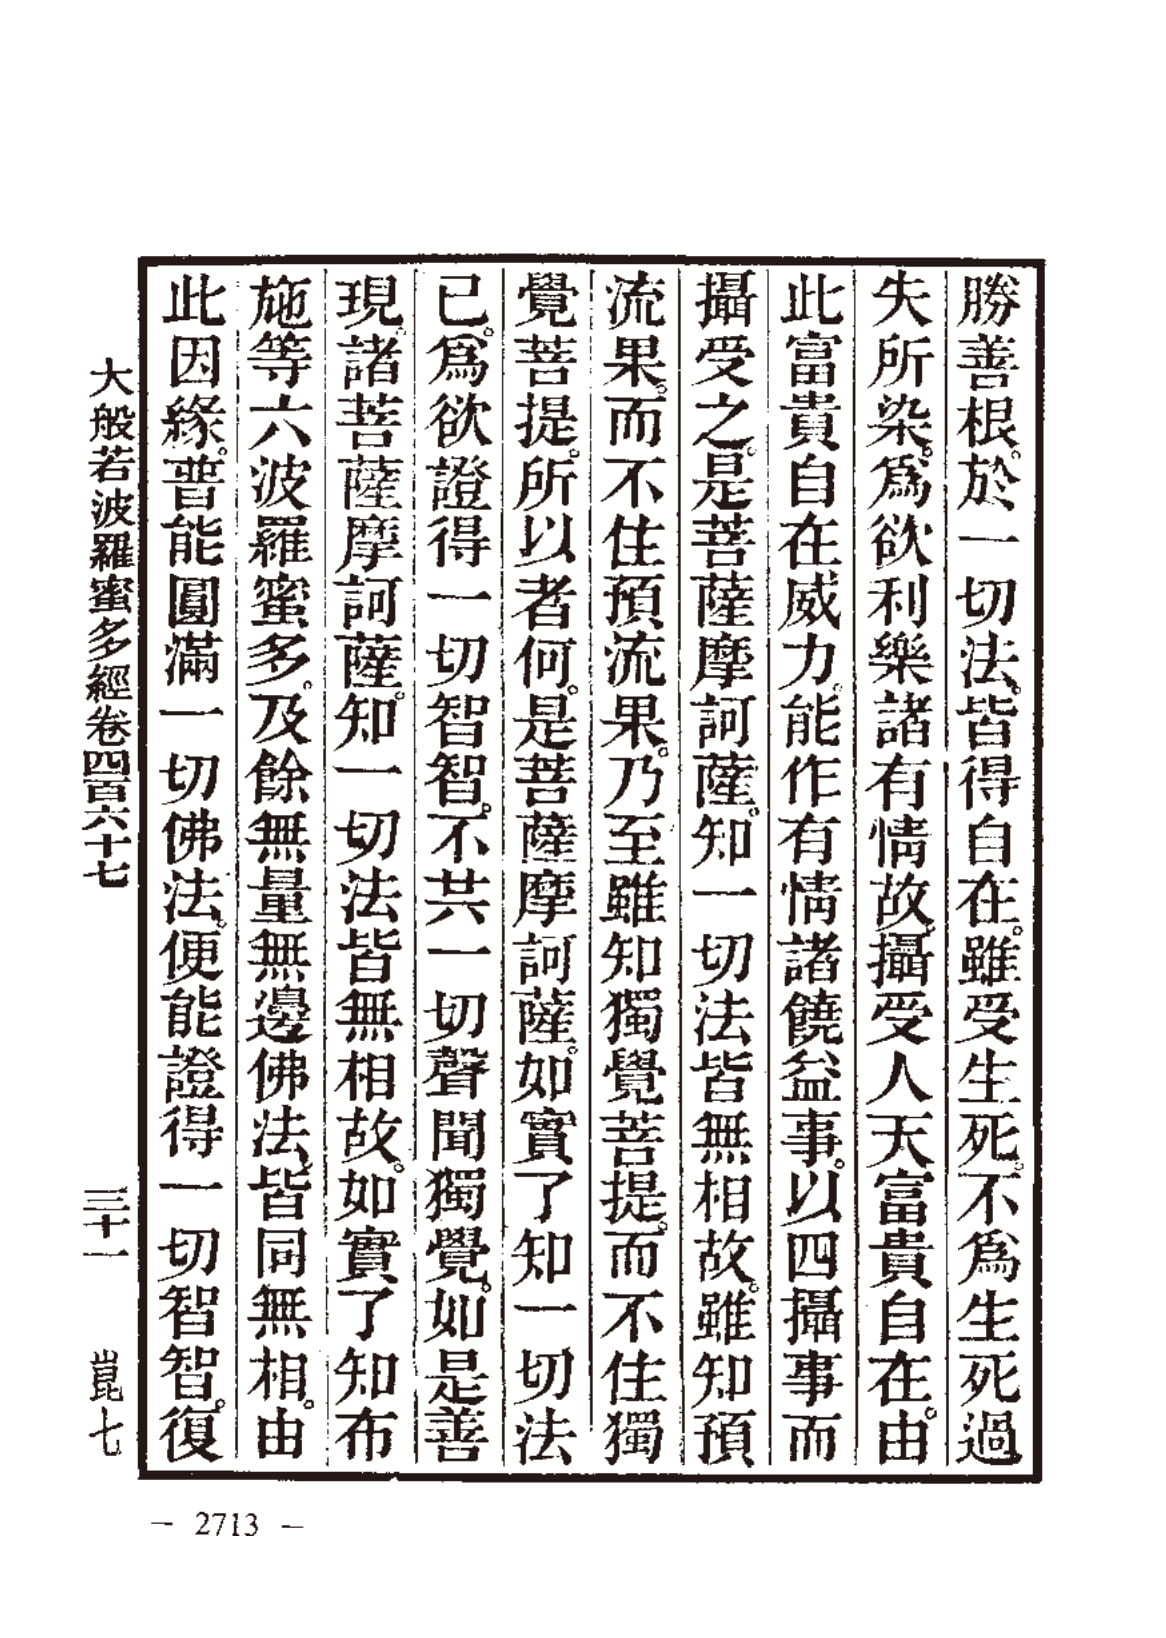 勝善根。於一切法。皆得自在。雖受生死。不爲生死過
失所染。爲欲利樂諸有情故。攝受人天富貴自在。由
此富貴自在威力。能作有情諸饒益事。以四攝事而
攝受之。是菩薩摩訶薩。知一切法皆無相故。雖知預
流果。而不住預流果。乃至雖知獨覺菩提。而不住獨
覺菩提。所以者何。是菩薩摩訶薩。如實了知一切法
已。爲欲證得一切智智。不共一切聲聞獨覺。如是善
現。諸菩薩摩訶薩。知一切法皆無相故。如實了知布
施等六波羅蜜多。及餘無量無邊佛法、皆同無相。由
此因緣。普能圓滿一切佛法。便能證得一切智智。復
大般若波羅蜜多經卷四百六十七 三十一 崑七
— 2713 —